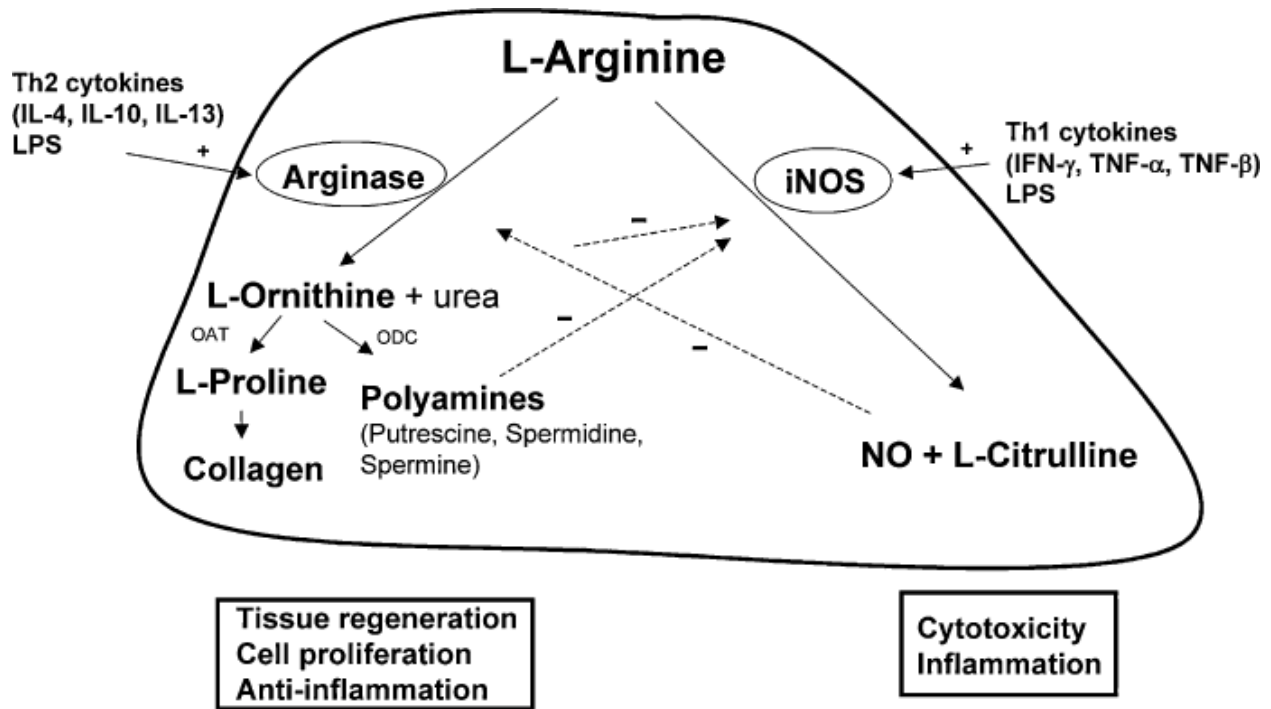 L-Arginine
Th2 cytokines
(IL-4, IL-10, IL-13)
LPS
+
Arginase
iNOS
+
Th1 cytokines
(IFN-γ, TNF-α, TNF-β)
LPS
–
–
–
L-Ornithine + urea
OAT
ODC
L-Proline
Collagen
Polyamines
(Putrescine, Spermidine,
Spermine)
NO + L-Citrulline
Tissue regeneration
Cell proliferation
Anti-inflammation
Cytotoxicity
Inflammation